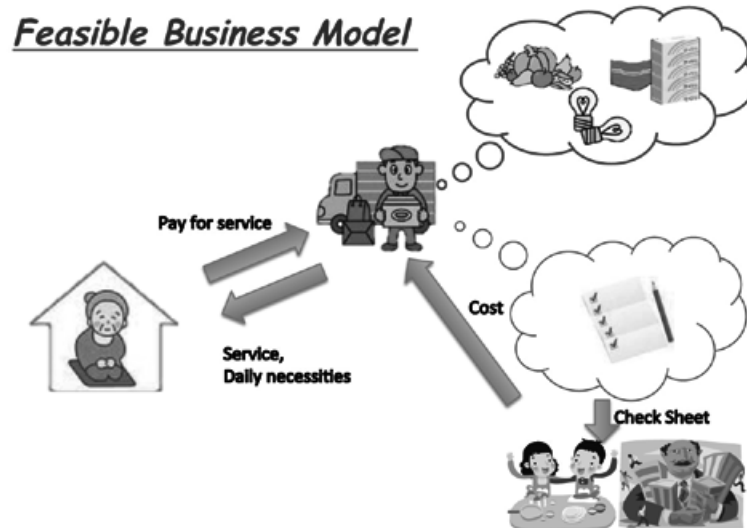 Feasible Business Model
Pay for service
Cost
Service,
Daily necessities
Check Sheet